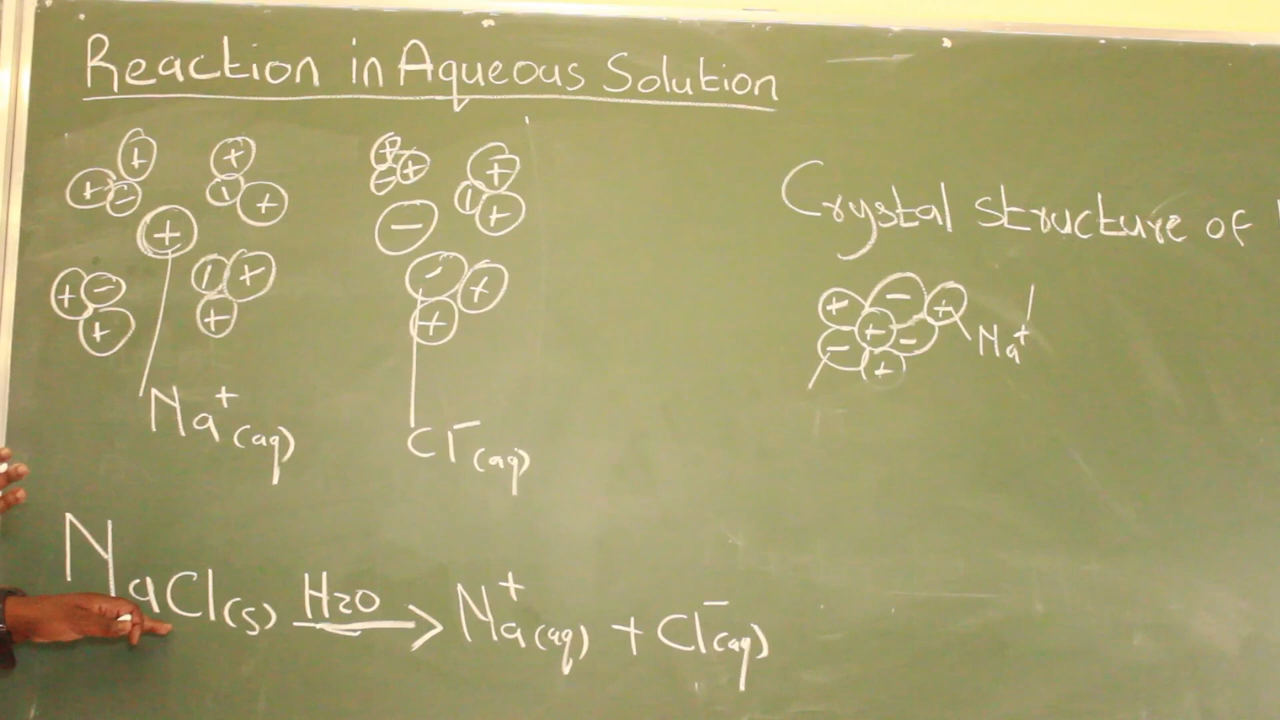 Reaction in Aqueous Solution
Crystal structure of
+ + - + + -
+ + - + - + +
+ - + - + + - + +
+ - + + - + + - + - +
Na⁺
Na⁺(aq)
Cl⁻(aq)
NaCl(s) H2O → Na⁺(aq) + Cl⁻(aq)